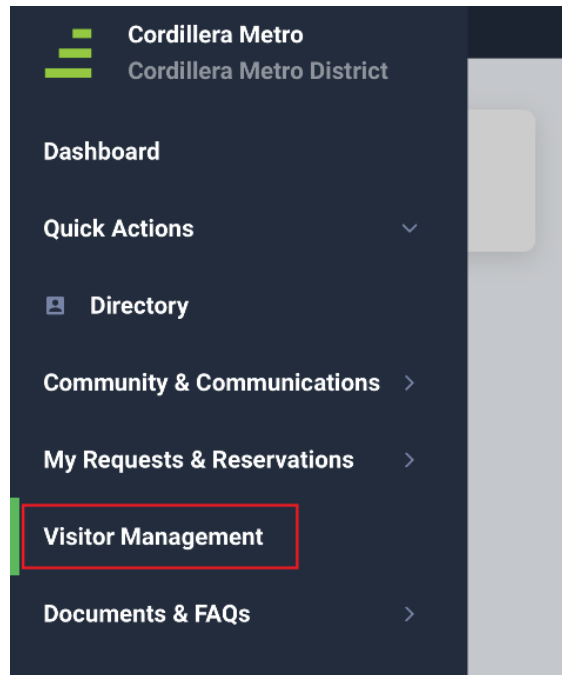 Cordillera Metro
Cordillera Metro District
Dashboard
Quick Actions
Directory
Community & Communications
My Requests & Reservations
Visitor Management
Documents & FAQs